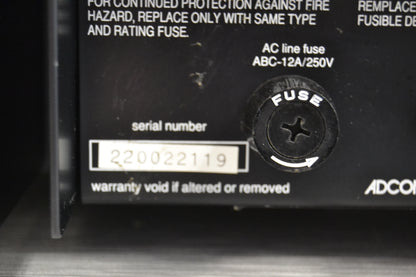 FOR CONTINUED PROTECTION AGAINST FIRE
HAZARD, REPLACE ONLY WITH SAME TYPE
AND RATING FUSE.
REPLACEM
FUSIBLE DE
AC line fuse
ABC-12A/250V
FUSE
serial number
220022119
warranty void if altered or removed
ADCO